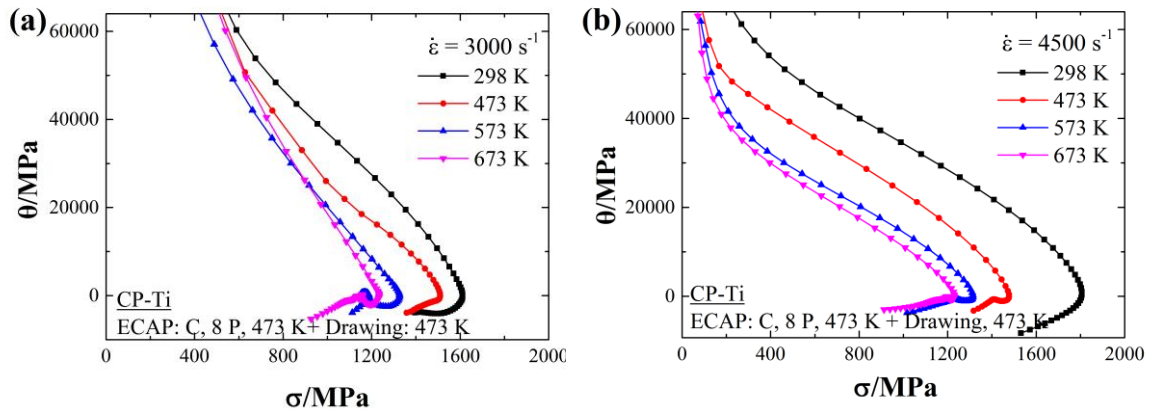 (a)
θ/MPa
60000
40000
20000
0
ε̇ = 3000 s⁻¹
298 K
473 K
573 K
673 K
CP-Ti
ECAP: C, 8 P, 473 K + Drawing: 473 K
0 400 800 1200 1600 2000
σ/MPa
(b)
θ/MPa
60000
40000
20000
0
ε̇ = 4500 s⁻¹
298 K
473 K
573 K
673 K
CP-Ti
ECAP: C, 8 P, 473 K + Drawing, 473 K
0 400 800 1200 1600 2000
σ/MPa